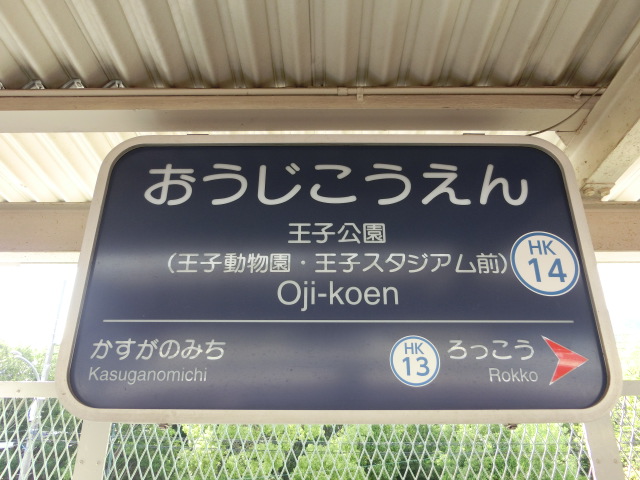 おうじこうえん
王子公園
(王子動物園・王子スタジアム前)
HK
14
Oji-koen
かすがのみち
Kasuganomichi
HK
13
ろっこう
Rokko